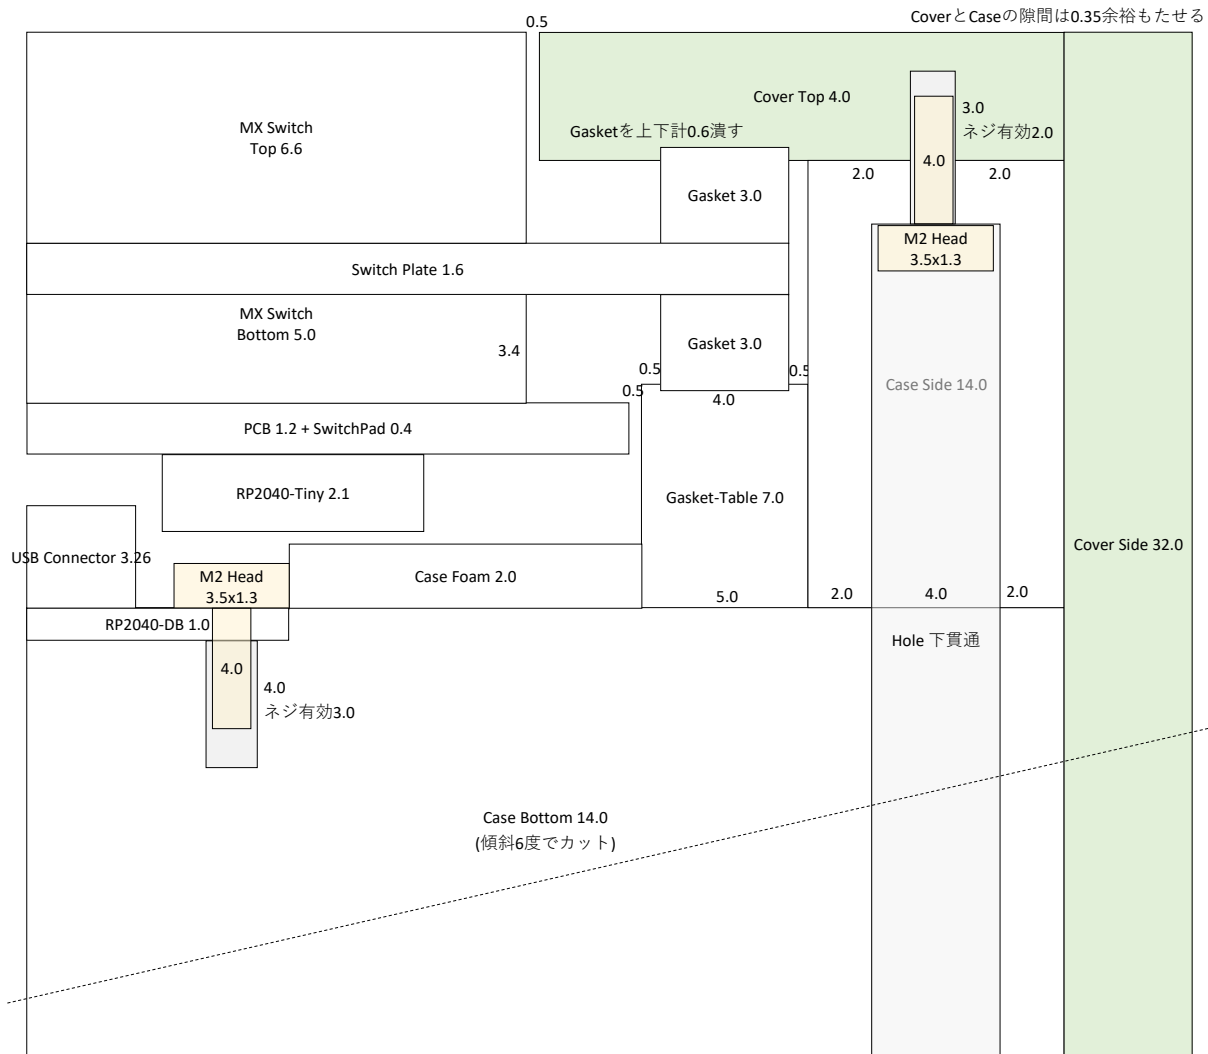 0.5
CoverとCaseの隙間は0.35余裕もたせる
Cover Top 4.0
3.0
ネジ有効2.0
MX Switch
Top 6.6
Gasketを上下計0.6潰す
4.0
2.0
2.0
Gasket 3.0
M2 Head
3.5x1.3
Switch Plate 1.6
MX Switch
Bottom 5.0
3.4
Gasket 3.0
0.5
0.5
0.5
4.0
Case Side 14.0
PCB 1.2 + SwitchPad 0.4
RP2040-Tiny 2.1
Gasket-Table 7.0
USB Connector 3.26
Cover Side 32.0
M2 Head
3.5x1.3
Case Foam 2.0
5.0
2.0
4.0
2.0
RP2040-DB 1.0
Hole 下貫通
4.0
4.0
ネジ有効3.0
Case Bottom 14.0
(傾斜6度でカット)